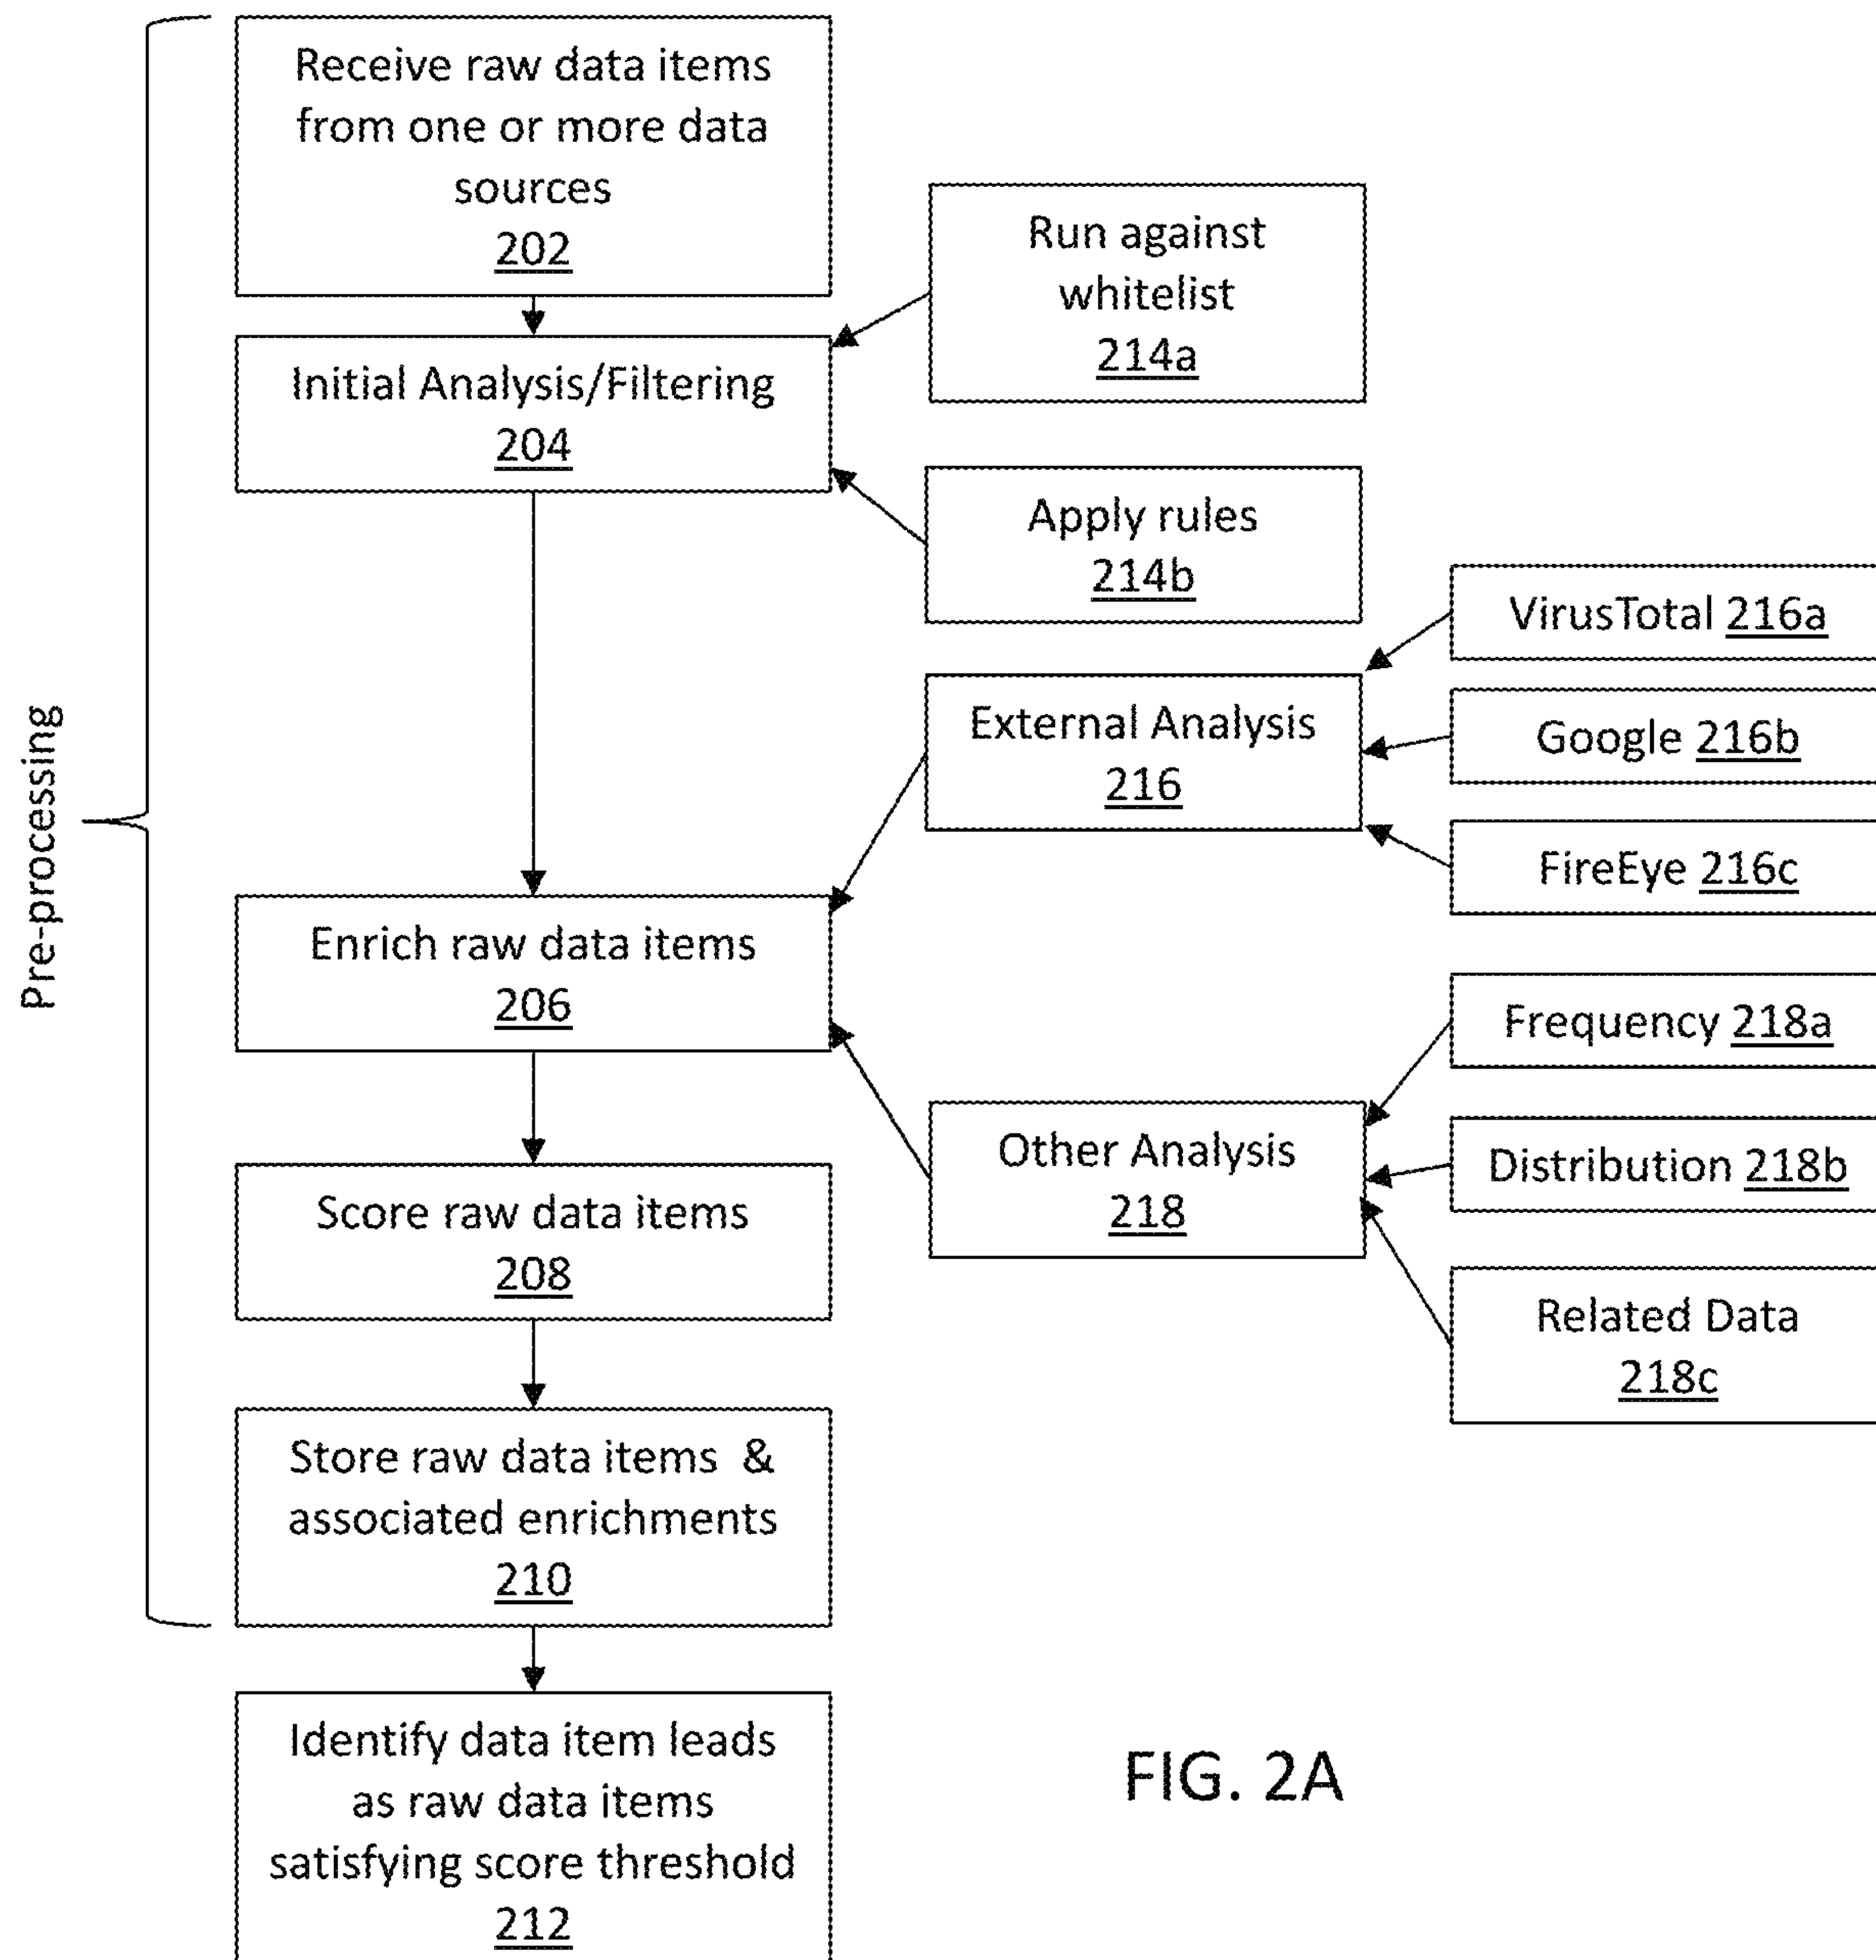 Pre-processing
Receive raw data items
from one or more data
sources
202
Initial Analysis/Filtering
204
Run against
whitelist
214a
Apply rules
214b
Enrich raw data items
206
External Analysis
216
VirusTotal 216a
Google 216b
FireEye 216c
Other Analysis
218
Frequency 218a
Distribution 218b
Related Data
218c
Score raw data items
208
Store raw data items &
associated enrichments
210
Identify data item leads
as raw data items
satisfying score threshold
212
FIG. 2A